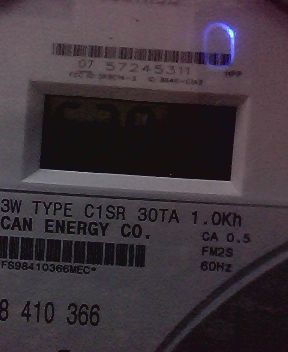 07 57245311
3W TYPE C1SR 30TA 1.0Kh
CAN ENERGY CO.
CA 0.5
FM2S
60Hz
FS98410366MEC*
8 410 366